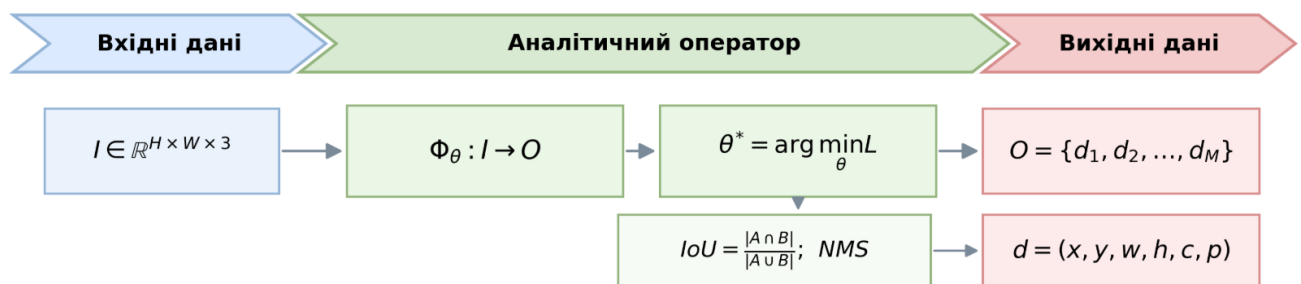 Вхідні дані
Аналітичний оператор
Вихідні дані
I ∈ ℝ^{H × W × 3}
Φ_θ : I → O
θ* = arg min_θ L
O = {d_1, d_2, ..., d_M}
IoU = |A ∩ B| / |A ∪ B| ; NMS
d = (x, y, w, h, c, p)